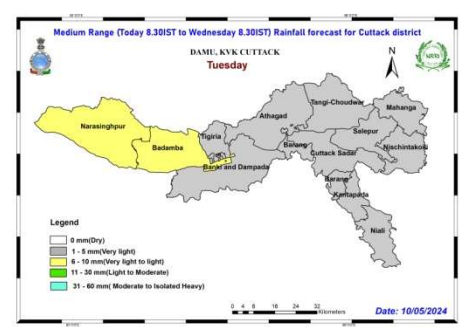 Medium Range (Today 8.30IST to Wednesday 8.30IST) Rainfall forecast for Cuttack district
DAMU, KVK CUTTACK
Tuesday
N
Narasinghpur
Badamba
Tigiria
Athagad
Tangi-Choudwar
Mahanga
Salepur
Barang
Cuttack Sadar
Nischintakoili
Banki and Dampada
Barang
Kantapada
Niali
Legend
0 mm(Dry)
1 - 5 mm(Very light)
6 - 10 mm(Very light to light)
11 - 30 mm(Light to Moderate)
31 - 60 mm( Moderate to Isolated Heavy)
0 4 8 16 24 32
Kilometers
Date: 10/05/2024